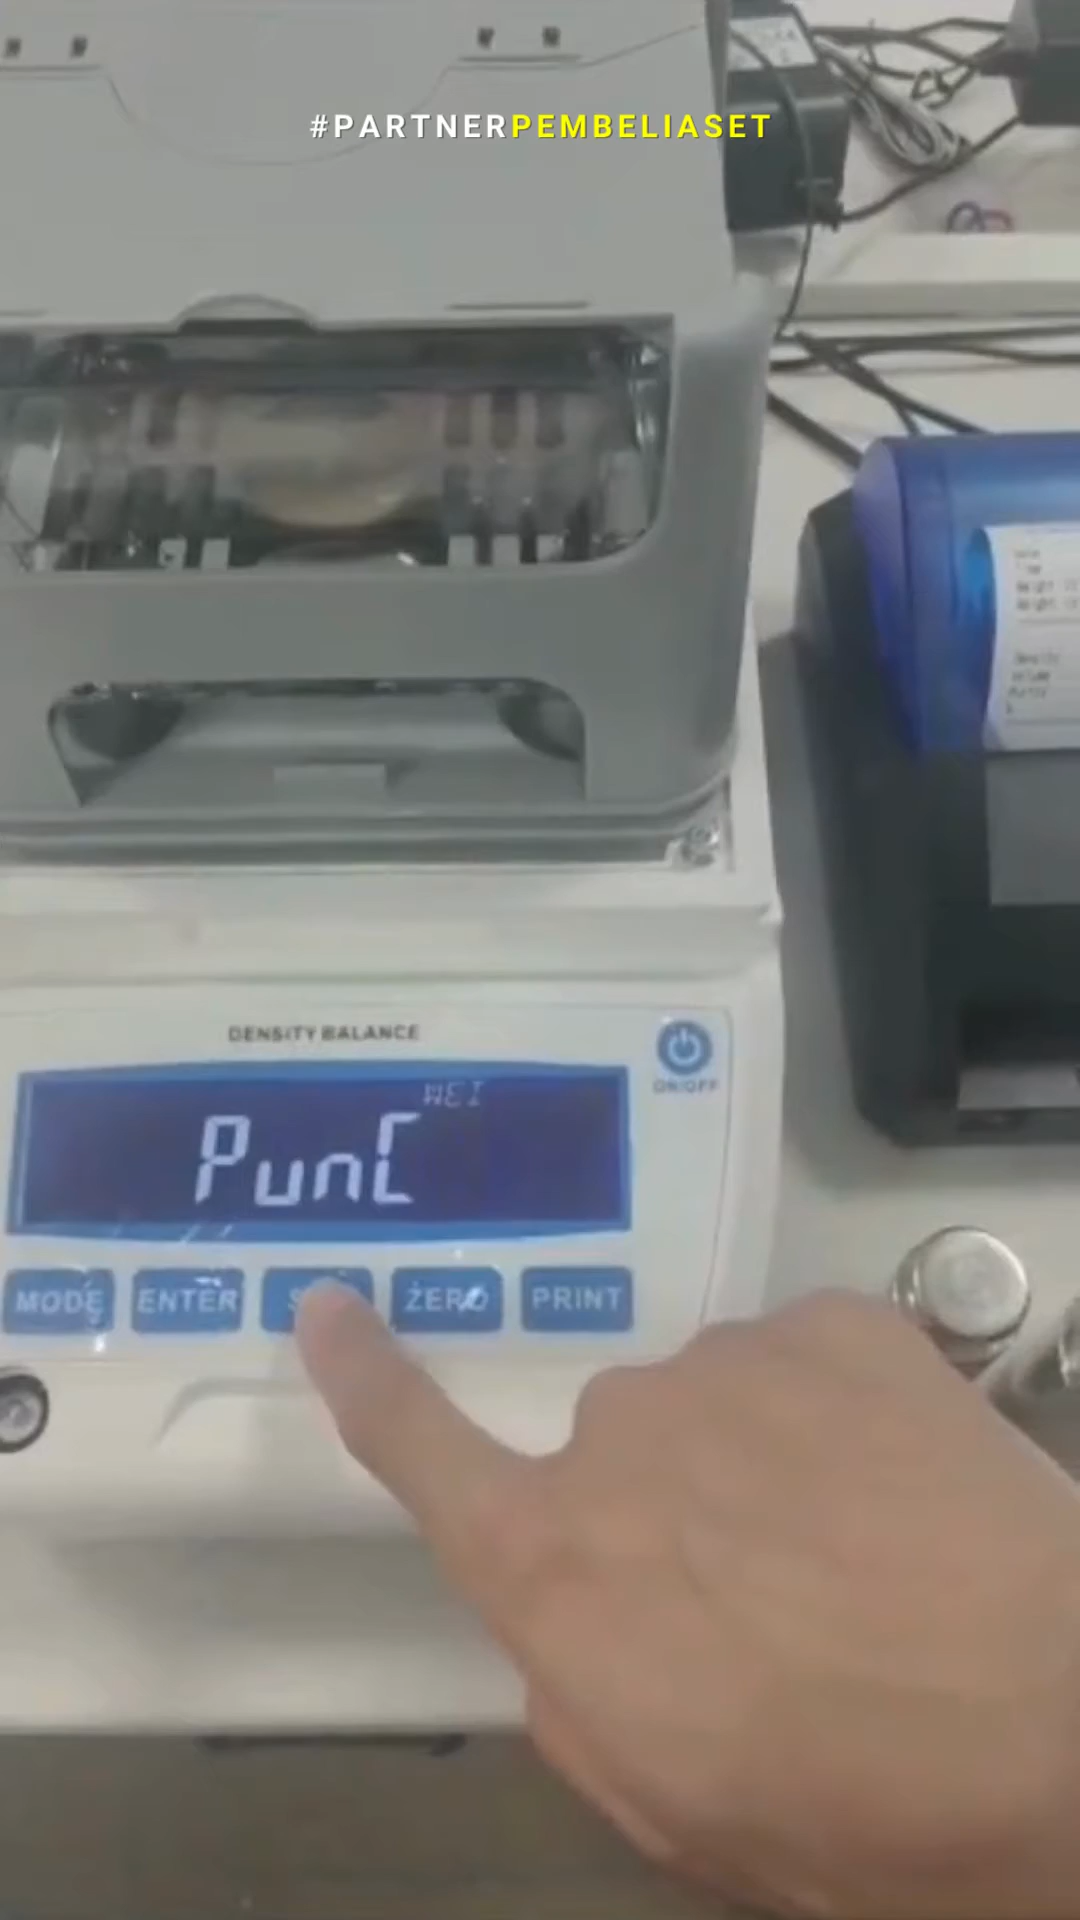 #PARTNERPEMBELIASET
DENSITY BALANCE
ON/OFF
WEI
PunC
MODE ENTER ZERO PRINT